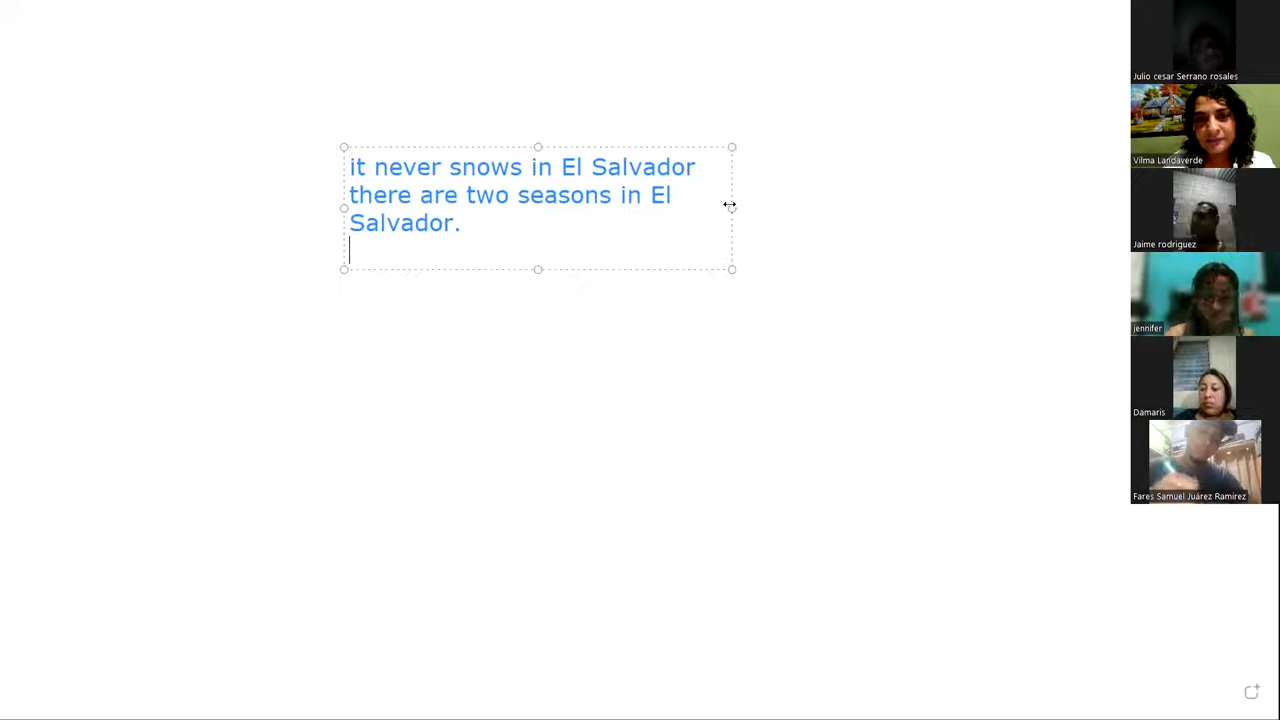 it never snows in El Salvador
there are two seasons in El
Salvador.
Julio cesar Serrano rosales
Vilma Landaverde
Jaime rodriguez
jennifer
Damaris
Fares Samuel Juárez Ramírez